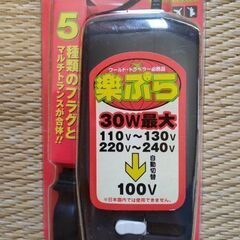 5
種類のプラグと
マルチトランスが合体!!
ワールド・トラベラー必携品
楽ぷら
30W最大
110V~130V
220V~240V
自動切替
100V
※日本国内では使用できません。